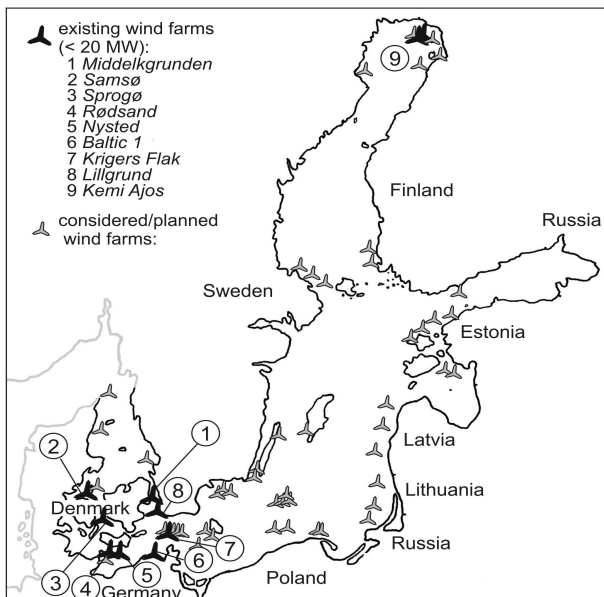 existing wind farms
(< 20 MW):
1 Middelkgrunden
2 Samsø
3 Sprogø
4 Rødsand
5 Nysted
6 Baltic 1
7 Krigers Flak
8 Lillgrund
9 Kemi Ajos
considered/planned
wind farms:
9
Finland
Russia
Sweden
Estonia
Latvia
Lithuania
Russia
Poland
1
2
8
Denmark
3
4
5
6
7
Germany